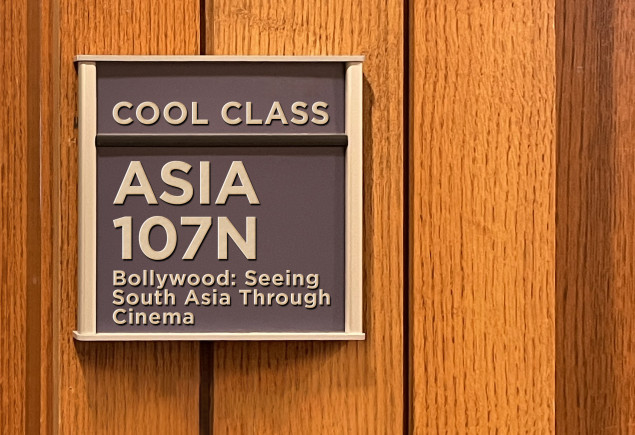 COOL CLASS
ASIA
107N
Bollywood: Seeing
South Asia Through
Cinema